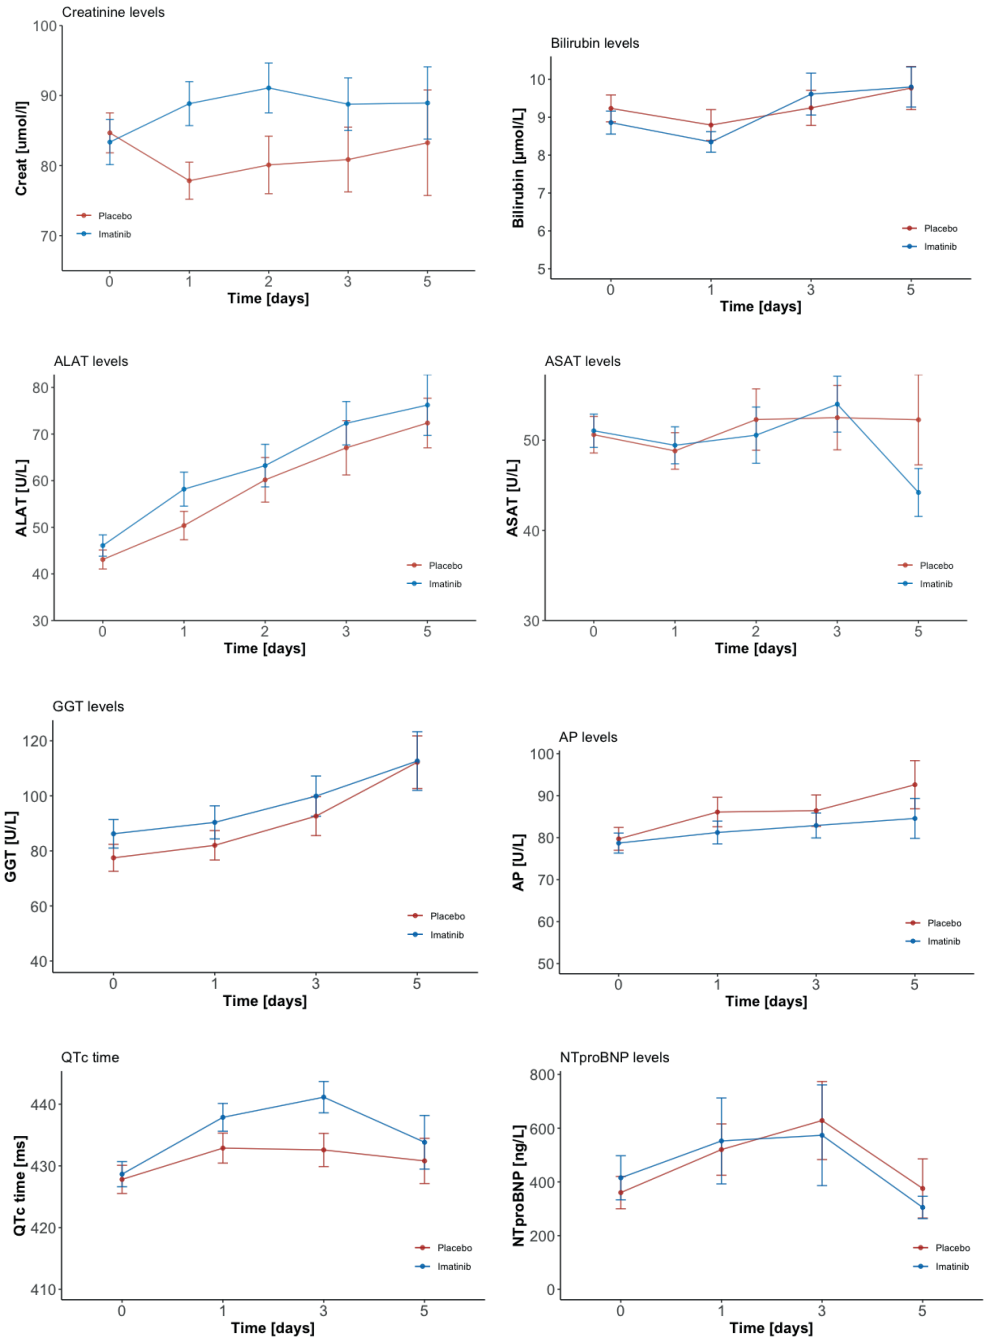 Creatinine levels
100
90
80
70
Creat [umol/l]
Placebo
Imatinib
0 1 2 3 5
Time [days]
Bilirubin levels
10
9
8
7
6
5
Bilirubin [µmol/L]
Placebo
Imatinib
0 1 3 5
Time [days]
ALAT levels
80
70
60
50
40
30
ALAT [U/L]
Placebo
Imatinib
0 1 2 3 5
Time [days]
ASAT levels
50
40
30
ASAT [U/L]
Placebo
Imatinib
0 1 2 3 5
Time [days]
GGT levels
120
100
80
60
40
GGT [U/L]
Placebo
Imatinib
0 1 3 5
Time [days]
AP levels
100
90
80
70
60
50
AP [U/L]
Placebo
Imatinib
0 1 3 5
Time [days]
QTc time
440
430
420
410
QTc time [ms]
Placebo
Imatinib
0 1 3 5
Time [days]
NTproBNP levels
800
600
400
200
0
NTproBNP [ng/L]
Placebo
Imatinib
0 1 3 5
Time [days]